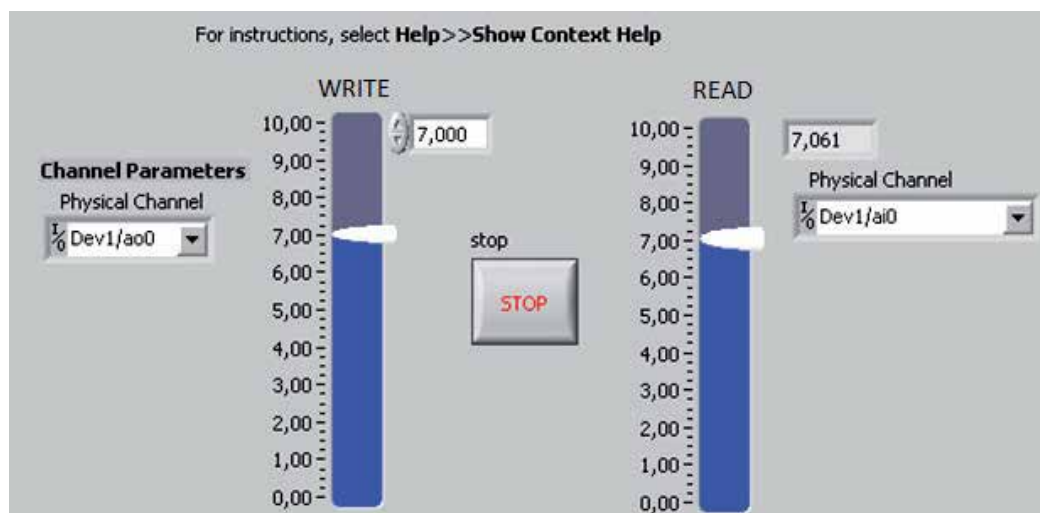 For instructions, select Help>>Show Context Help
WRITE
10,00
9,00
8,00
7,00
6,00
5,00
4,00
3,00
2,00
1,00
0,00
7,000
Channel Parameters
Physical Channel
I/O Dev1/ao0
stop
STOP
READ
10,00
9,00
8,00
7,00
6,00
5,00
4,00
3,00
2,00
1,00
0,00
7,061
Physical Channel
I/O Dev1/ai0